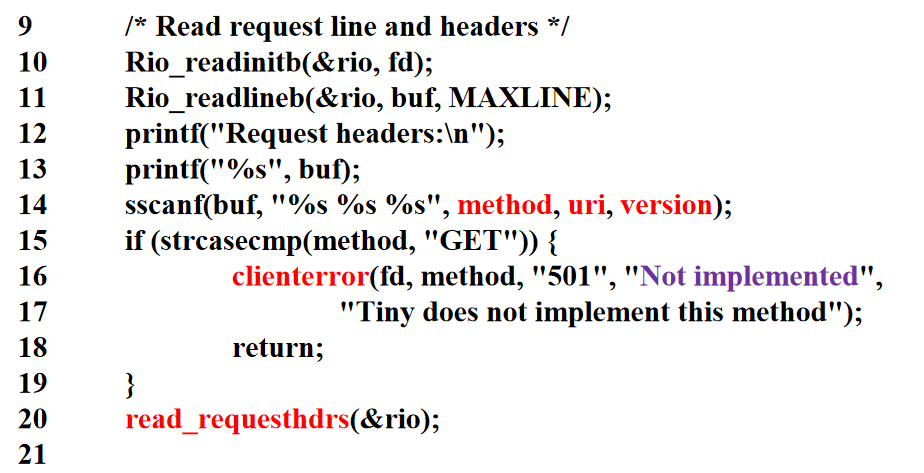 9 /* Read request line and headers */
10 Rio_readinitb(&rio, fd);
11 Rio_readlineb(&rio, buf, MAXLINE);
12 printf("Request headers:\n");
13 printf("%s", buf);
14 sscanf(buf, "%s %s %s", method, uri, version);
15 if (strcasecmp(method, "GET")) {
16 clienterror(fd, method, "501", "Not implemented",
17 "Tiny does not implement this method");
18 return;
19 }
20 read_requesthdrs(&rio);
21